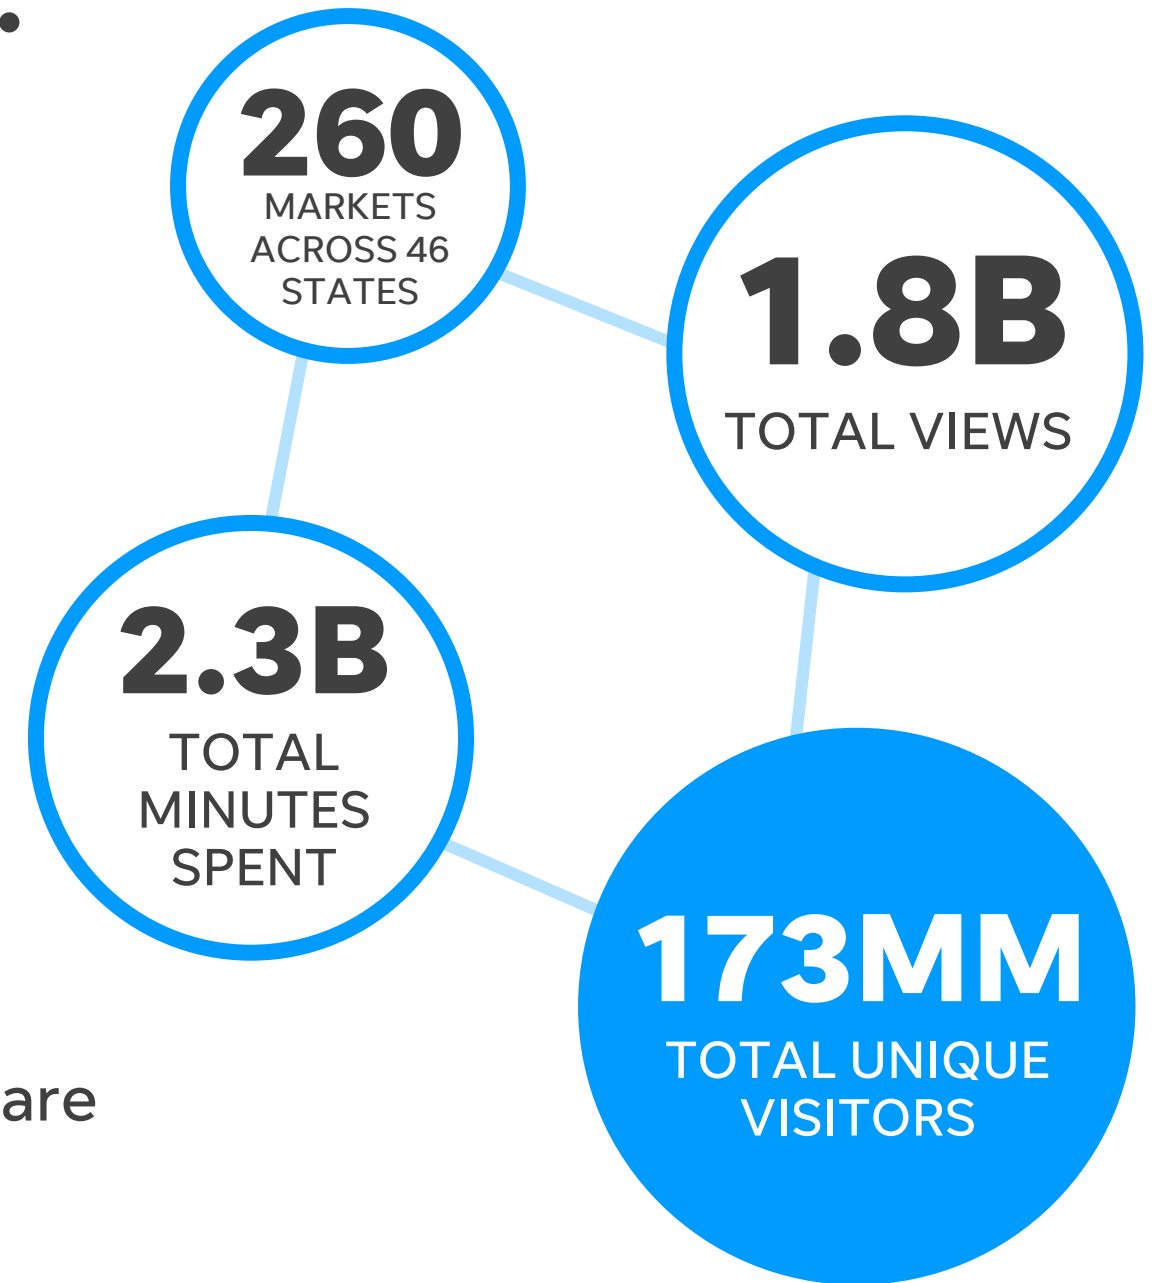 260
MARKETS
ACROSS 46
STATES
1.8B
TOTAL VIEWS
2.3B
TOTAL
MINUTES
SPENT
173MM
TOTAL UNIQUE
VISITORS
are